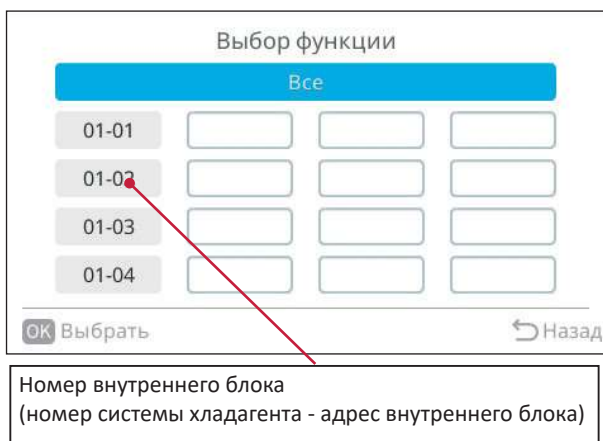 Выбор функции
Все
01-01
01-02
01-03
01-04
OK Выбрать
Назад
Номер внутреннего блока
(номер системы хладагента - адрес внутреннего блока)